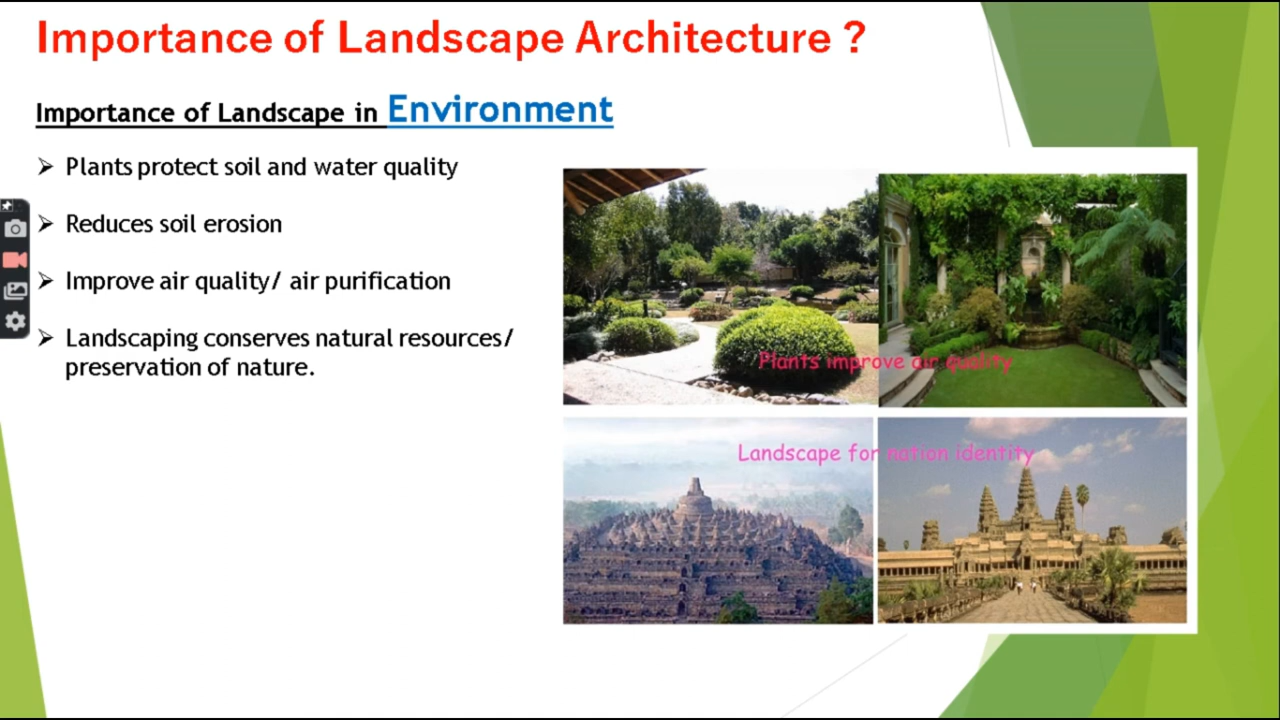 Importance of Landscape Architecture ?
Importance of Landscape in Environment
Plants protect soil and water quality
Reduces soil erosion
Improve air quality/ air purification
Landscaping conserves natural resources/
preservation of nature.
Plants improve air quality
Landscape for nation identity